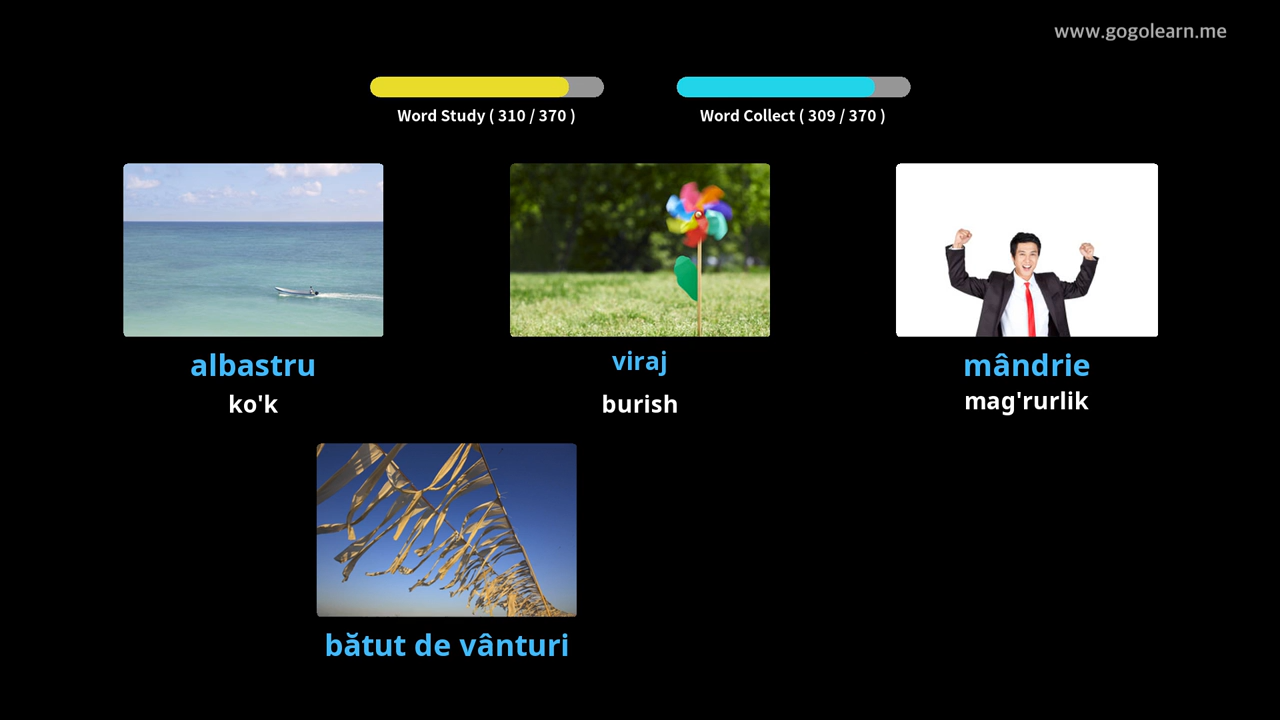 www.gogolearn.me
Word Study ( 310 / 370 )
Word Collect ( 309 / 370 )
albastru
ko'k
viraj
burish
mândrie
mag'rurlik
bătut de vânturi